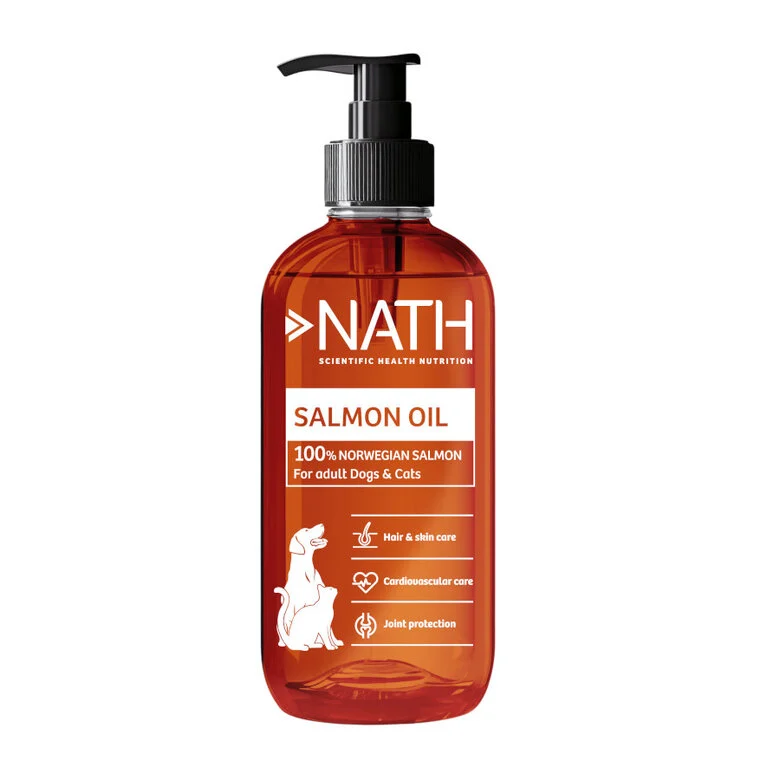 NATH
SCIENTIFIC HEALTH NUTRITION
SALMON OIL
100% NORWEGIAN SALMON
For adult Dogs & Cats
Hair & skin care
Cardiovascular care
Joint protection